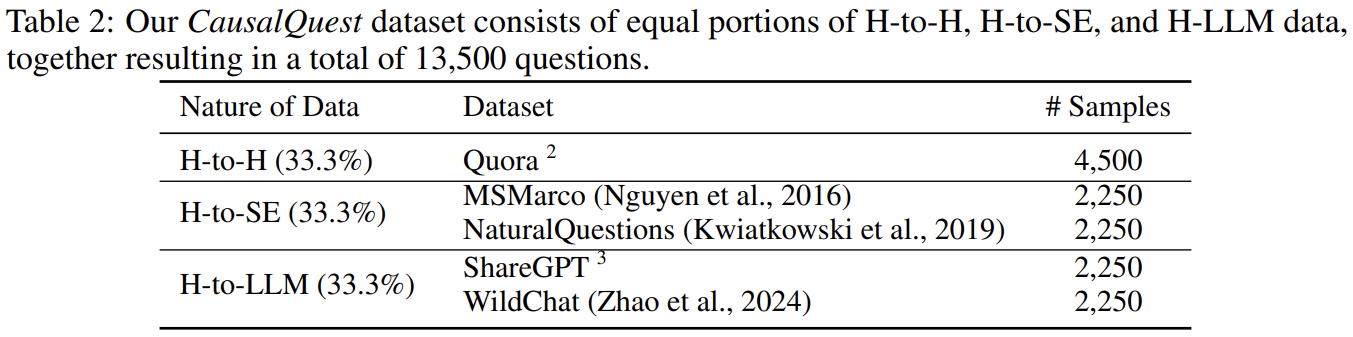 Table 2: Our CausalQuest dataset consists of equal portions of H-to-H, H-to-SE, and H-LLM data,
together resulting in a total of 13,500 questions.
Nature of Data Dataset # Samples
H-to-H (33.3%) Quora 2 4,500
H-to-SE (33.3%) MSMarco (Nguyen et al., 2016) 2,250
NaturalQuestions (Kwiatkowski et al., 2019) 2,250
H-to-LLM (33.3%) ShareGPT 3 2,250
WildChat (Zhao et al., 2024) 2,250